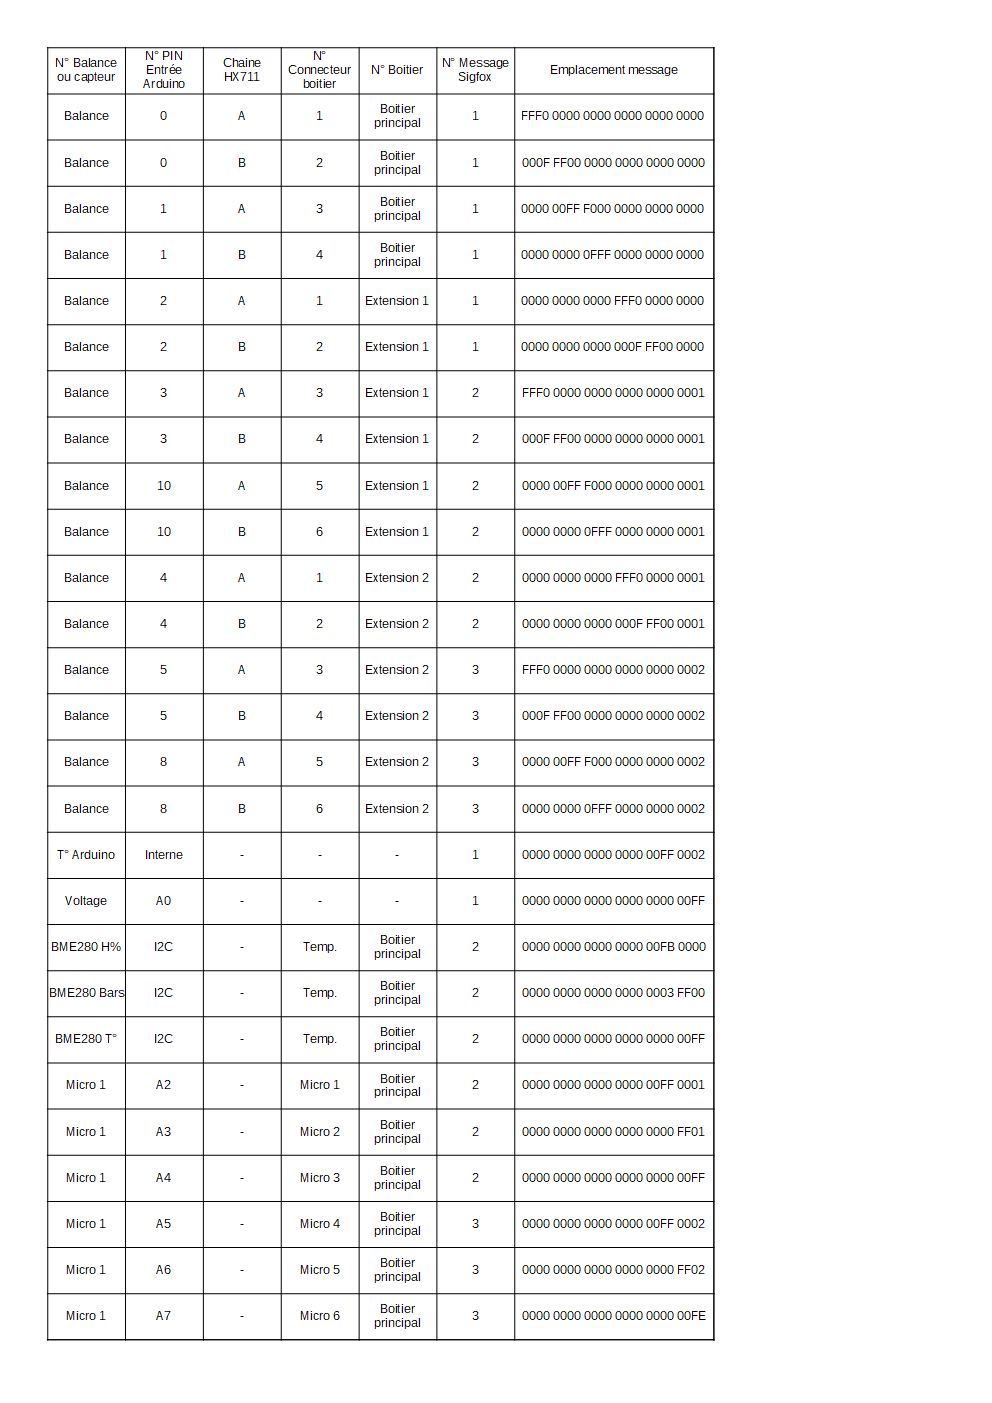 N° Balance ou capteur | N° PIN Entrée Arduino | Chaine HX711 | N° Connecteur boitier | N° Boitier | N° Message Sigfox | Emplacement message
Balance | 0 | A | 1 | Boitier principal | 1 | FFF0 0000 0000 0000 0000 0000
Balance | 0 | B | 2 | Boitier principal | 1 | 000F FF00 0000 0000 0000 0000
Balance | 1 | A | 3 | Boitier principal | 1 | 0000 00FF F000 0000 0000 0000
Balance | 1 | B | 4 | Boitier principal | 1 | 0000 0000 0FFF 0000 0000 0000
Balance | 2 | A | 1 | Extension 1 | 1 | 0000 0000 0000 FFF0 0000 0000
Balance | 2 | B | 2 | Extension 1 | 1 | 0000 0000 0000 000F FF00 0000
Balance | 3 | A | 3 | Extension 1 | 2 | FFF0 0000 0000 0000 0000 0001
Balance | 3 | B | 4 | Extension 1 | 2 | 000F FF00 0000 0000 0000 0001
Balance | 10 | A | 5 | Extension 1 | 2 | 0000 00FF F000 0000 0000 0001
Balance | 10 | B | 6 | Extension 1 | 2 | 0000 0000 0FFF 0000 0000 0001
Balance | 4 | A | 1 | Extension 2 | 2 | 0000 0000 0000 FFF0 0000 0001
Balance | 4 | B | 2 | Extension 2 | 2 | 0000 0000 0000 000F FF00 0001
Balance | 5 | A | 3 | Extension 2 | 3 | FFF0 0000 0000 0000 0000 0002
Balance | 5 | B | 4 | Extension 2 | 3 | 000F FF00 0000 0000 0000 0002
Balance | 8 | A | 5 | Extension 2 | 3 | 0000 00FF F000 0000 0000 0002
Balance | 8 | B | 6 | Extension 2 | 3 | 0000 0000 0FFF 0000 0000 0002
T° Arduino | Interne | - | - | - | 1 | 0000 0000 0000 0000 00FF 0002
Voltage | A0 | - | - | - | 1 | 0000 0000 0000 0000 0000 00FF
BME280 H% | I2C | - | Temp. | Boitier principal | 2 | 0000 0000 0000 0000 00FB 0000
BME280 Bars | I2C | - | Temp. | Boitier principal | 2 | 0000 0000 0000 0000 0003 FF00
BME280 T° | I2C | - | Temp. | Boitier principal | 2 | 0000 0000 0000 0000 0000 00FF
Micro 1 | A2 | - | Micro 1 | Boitier principal | 2 | 0000 0000 0000 0000 00FF 0001
Micro 1 | A3 | - | Micro 2 | Boitier principal | 2 | 0000 0000 0000 0000 0000 FF01
Micro 1 | A4 | - | Micro 3 | Boitier principal | 2 | 0000 0000 0000 0000 0000 00FF
Micro 1 | A5 | - | Micro 4 | Boitier principal | 3 | 0000 0000 0000 0000 00FF 0002
Micro 1 | A6 | - | Micro 5 | Boitier principal | 3 | 0000 0000 0000 0000 0000 FF02
Micro 1 | A7 | - | Micro 6 | Boitier principal | 3 | 0000 0000 0000 0000 0000 00FE